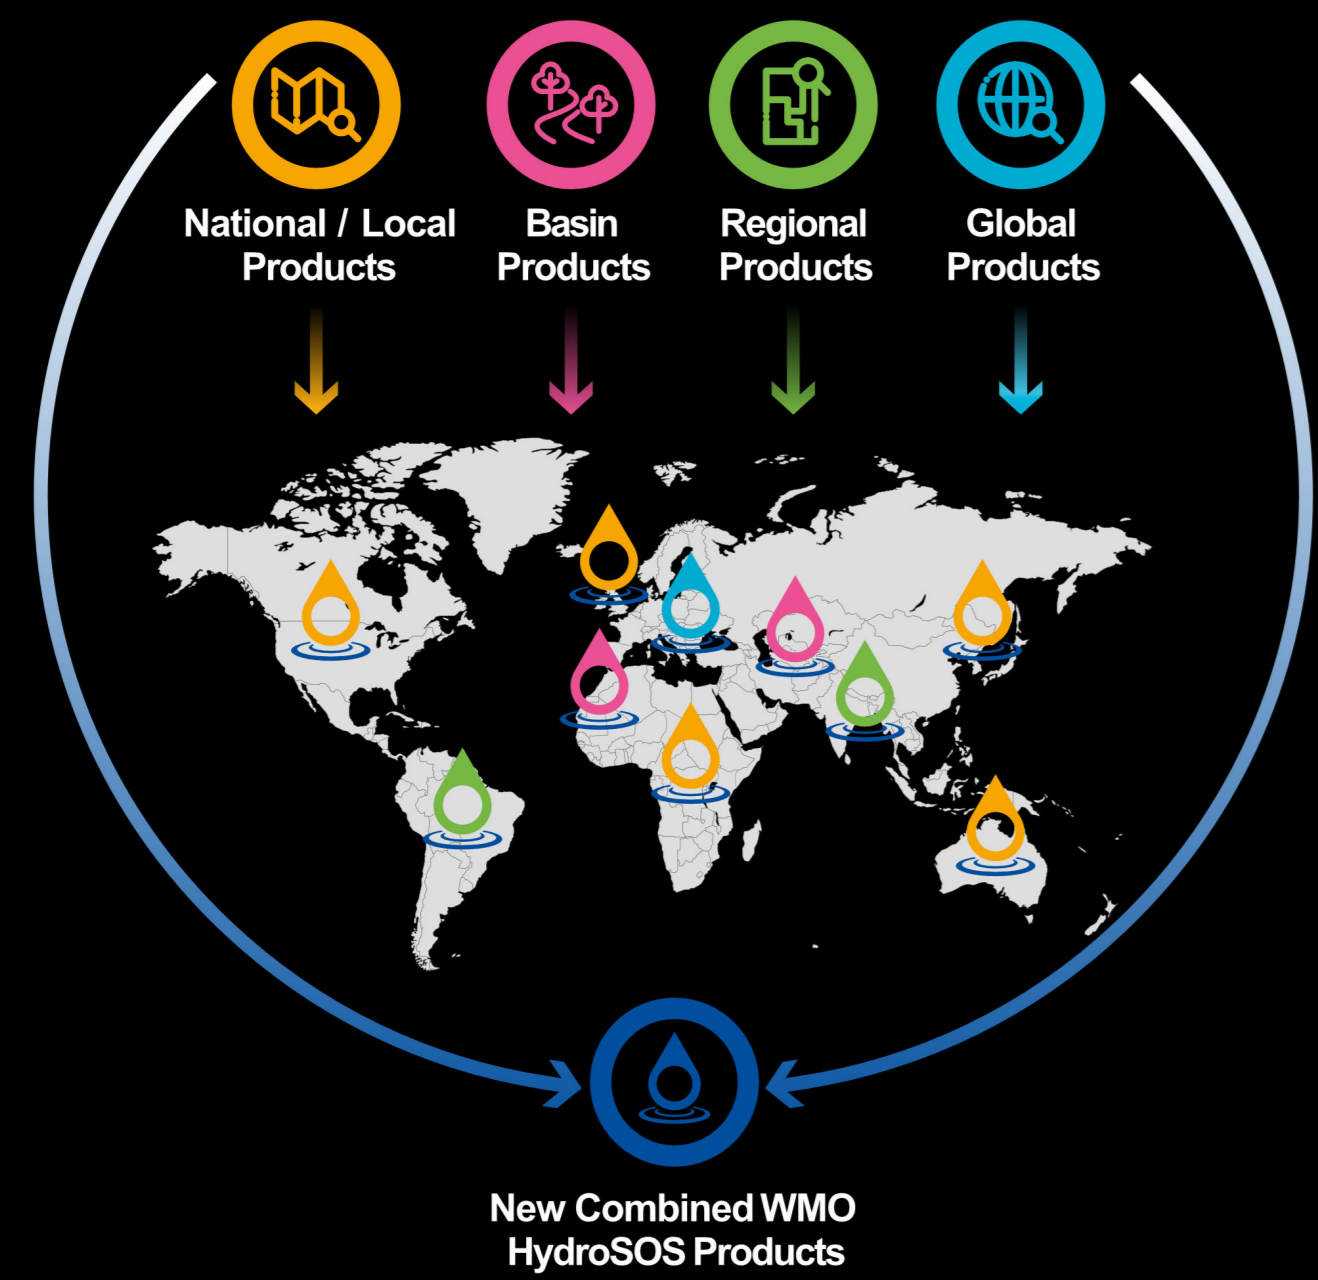 National / Local
Products
Basin
Products
Regional
Products
Global
Products
New Combined WMO
HydroSOS Products